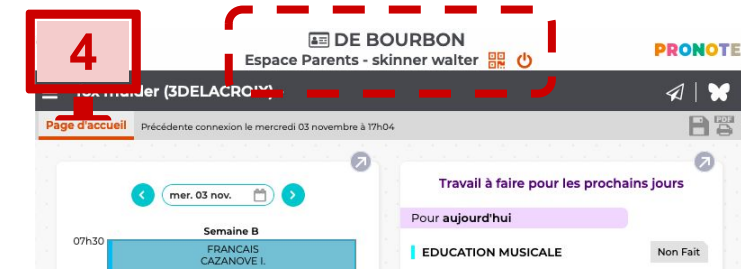 4
DE BOURBON
Espace Parents - skinner walter
PRONOTE
mulder (3DELACROIX)
Page d'accueil
Précédente connexion le mercredi 03 novembre à 17h04
PDF
mer. 03 nov.
Semaine B
07h30
FRANCAIS
CAZANOVE I.
Travail à faire pour les prochains jours
Pour aujourd'hui
EDUCATION MUSICALE
Non Fait